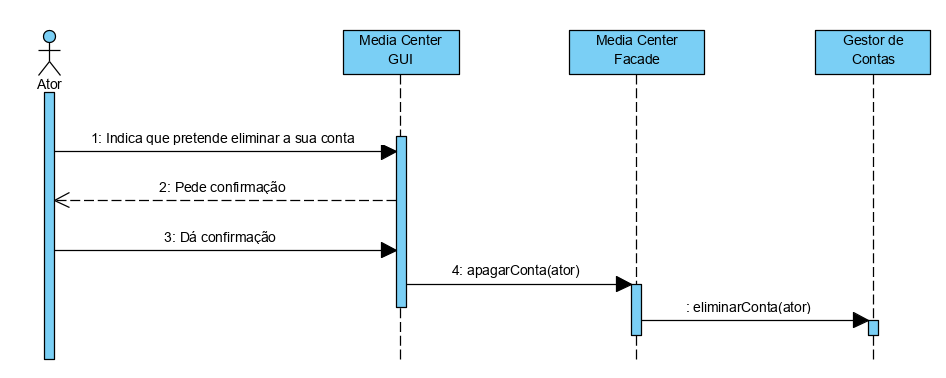 Media Center
GUI
Media Center
Facade
Gestor de
Contas
Ator
1: Indica que pretende eliminar a sua conta
2: Pede confirmação
3: Dá confirmação
4: apagarConta(ator)
: eliminarConta(ator)